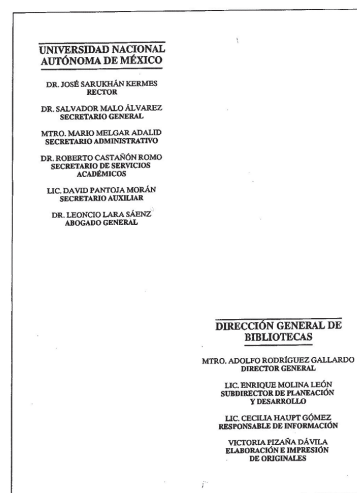 UNIVERSIDAD NACIONAL
AUTÓNOMA DE MÉXICO
DR. JOSÉ SARUKHÁN KERMES
RECTOR
DR. SALVADOR MALO ÁLVAREZ
SECRETARIO GENERAL
MTRO. MARIO MELGAR ADALID
SECRETARIO ADMINISTRATIVO
DR. ROBERTO CASTAÑÓN ROMO
SECRETARIO DE SERVICIOS
ACADÉMICOS
LIC. DAVID PANTOJA MORÁN
SECRETARIO AUXILIAR
DR. LEONCIO LARA SÁENZ
ABOGADO GENERAL
DIRECCIÓN GENERAL DE
BIBLIOTECAS
MTRO. ADOLFO RODRÍGUEZ GALLARDO
DIRECTOR GENERAL
LIC. ENRIQUE MOLINA LEÓN
SUBDIRECTOR DE PLANEACIÓN
Y DESARROLLO
LIC. CECILIA HAUPT GÓMEZ
RESPONSABLE DE INFORMACIÓN
VICTORIA PIZAÑA DÁVILA
ELABORACIÓN E IMPRESIÓN
DE ORIGINALES